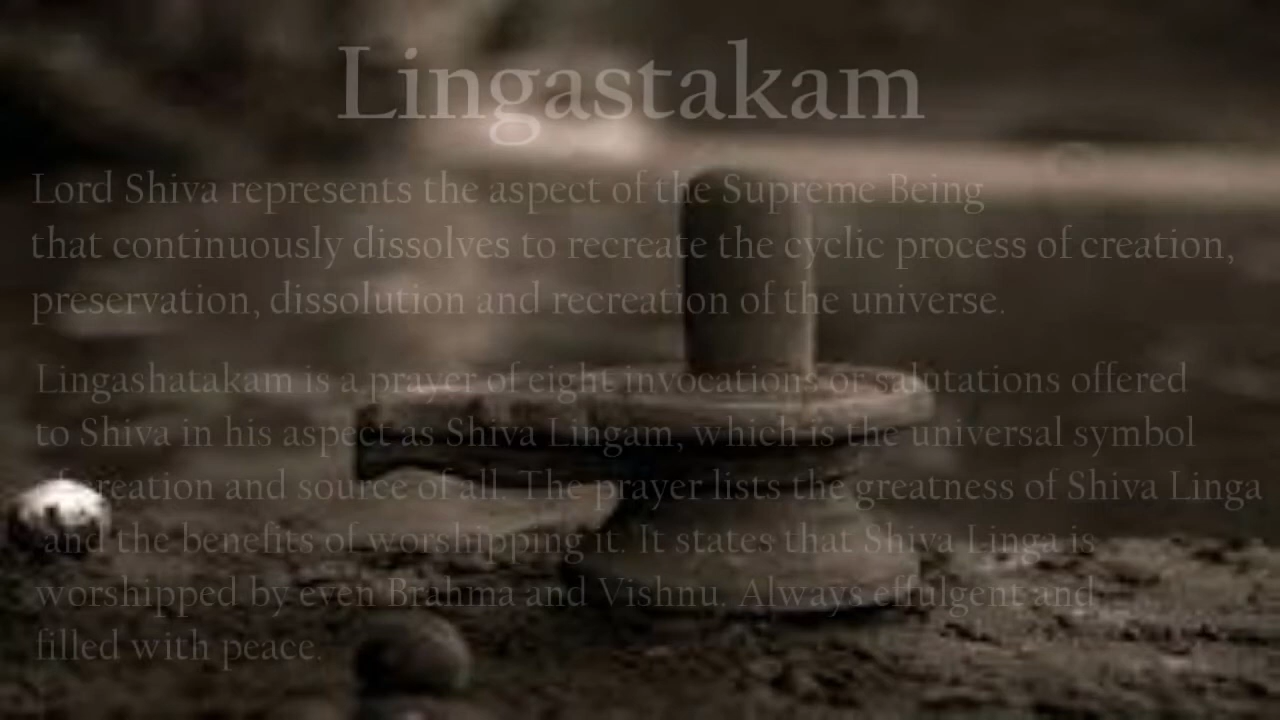 Lingastakam
Lord Shiva represents the aspect of the Supreme Being
that continuously dissolves to recreate the cyclic process of creation,
preservation, dissolution and recreation of the universe.
Lingashatakam is a prayer of eight invocations or salutations offered
to Shiva in his aspect as Shiva Lingam, which is the universal symbol
of creation and source of all. The prayer lists the greatness of Shiva Linga
and the benefits of worshipping it. It states that Shiva Linga is
worshipped by even Brahma and Vishnu. Always effulgent and
filled with peace.